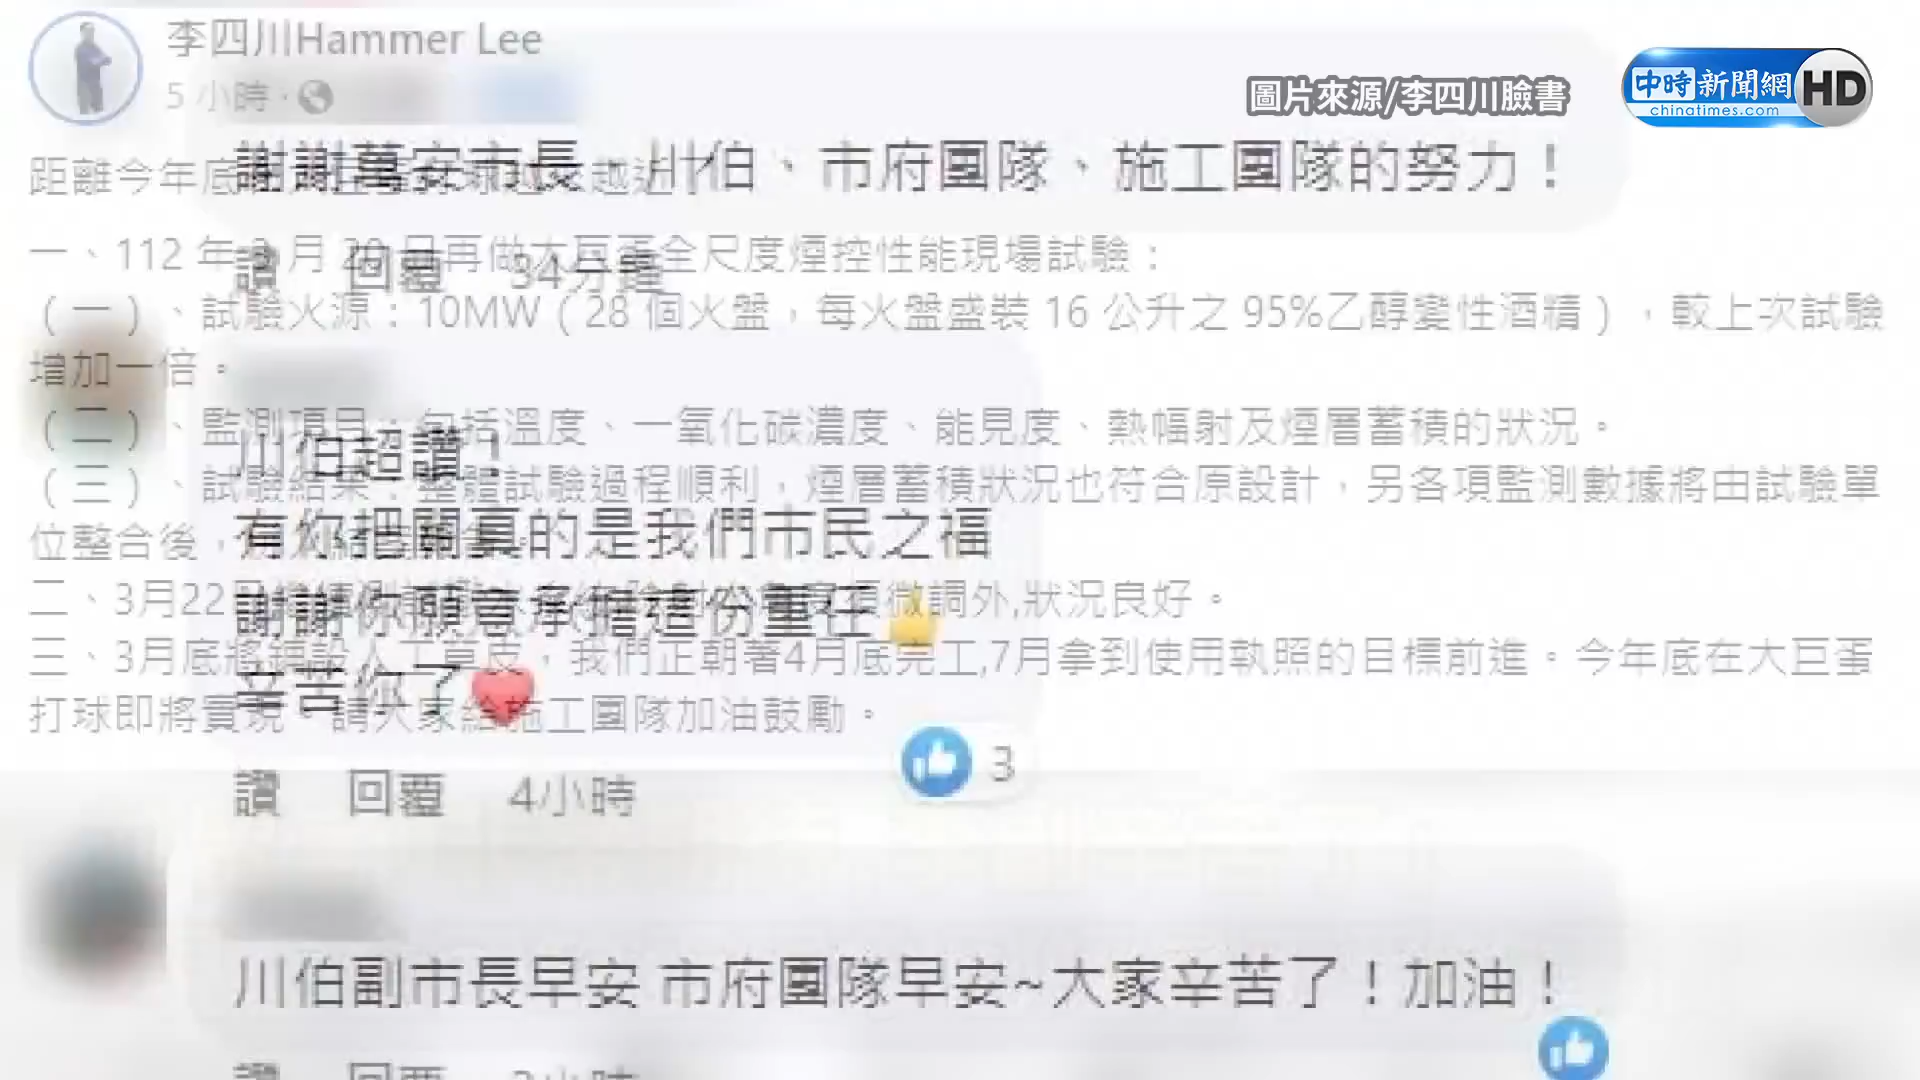 李四川Hammer Lee
5 小時
圖片來源/李四川臉書
中時新聞網HD
chinatimes.com
距離今年底
謝謝萬安市長、川伯、市府團隊、施工團隊的努力！
一、112 年 月 日再做大巨蛋全尺度煙控性能現場試驗：
讚 回覆 34分鐘
（一）、試驗火源：10MW（28 個火盤，每火盤盛裝 16 公升之 95%乙醇變性酒精），較上次試驗
增加一倍。
（二）、監測項目：包括溫度、一氧化碳濃度、能見度、熱幅射及煙層蓄積的狀況。
川伯超讚！
（三）、試驗結果：整體試驗過程順利，煙層蓄積狀況也符合原設計，另各項監測數據將由試驗單
位整合後，
有你把關真的是我們市民之福
二、3月22 微調外,狀況良好。
謝謝你願意承擔這份重任👍
三、3月底將鋪設人工草皮，我們正朝著4月底完工,7月拿到使用執照的目標前進。今年底在大巨蛋
辛苦你了❤️
打球即將實現，請大家給施工團隊加油鼓勵。
3
讚 回覆 4小時
川伯副市長早安 市府團隊早安~大家辛苦了！加油！